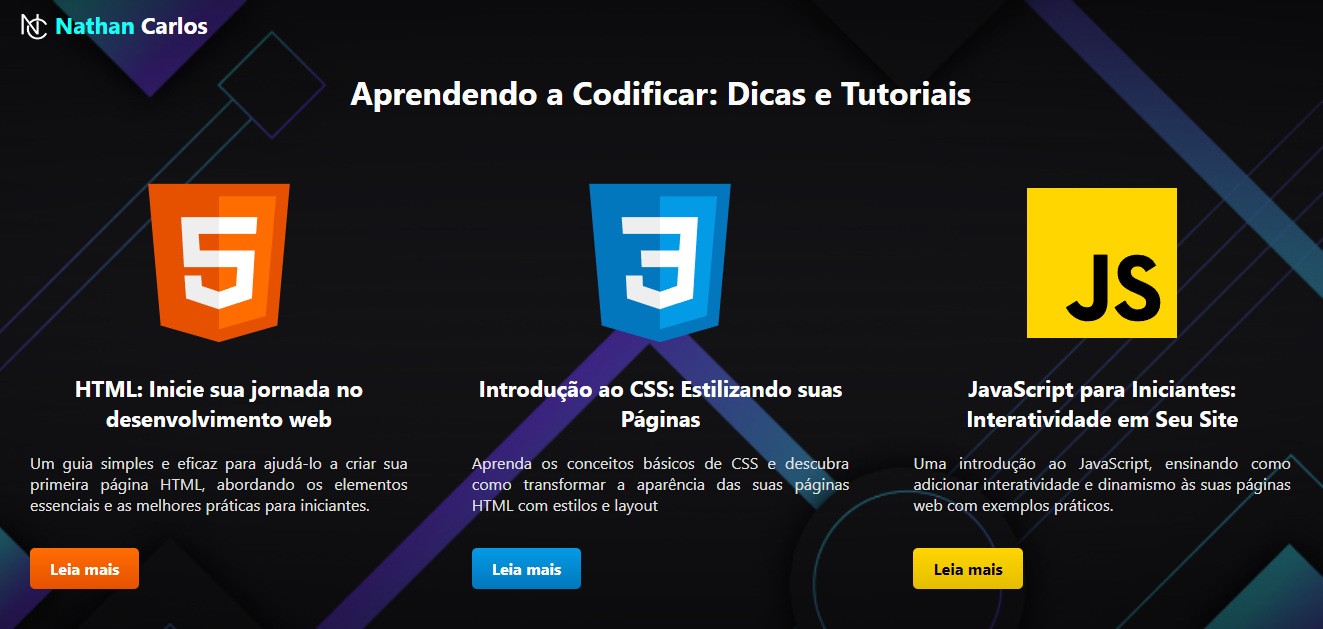 NC Nathan Carlos
Aprendendo a Codificar: Dicas e Tutoriais
5
3
JS
HTML: Inicie sua jornada no
desenvolvimento web
Um guia simples e eficaz para ajudá-lo a criar sua
primeira página HTML, abordando os elementos
essenciais e as melhores práticas para iniciantes.
Leia mais
Introdução ao CSS: Estilizando suas
Páginas
Aprenda os conceitos básicos de CSS e descubra
como transformar a aparência das suas páginas
HTML com estilos e layout
Leia mais
JavaScript para Iniciantes:
Interatividade em Seu Site
Uma introdução ao JavaScript, ensinando como
adicionar interatividade e dinamismo às suas páginas
web com exemplos práticos.
Leia mais